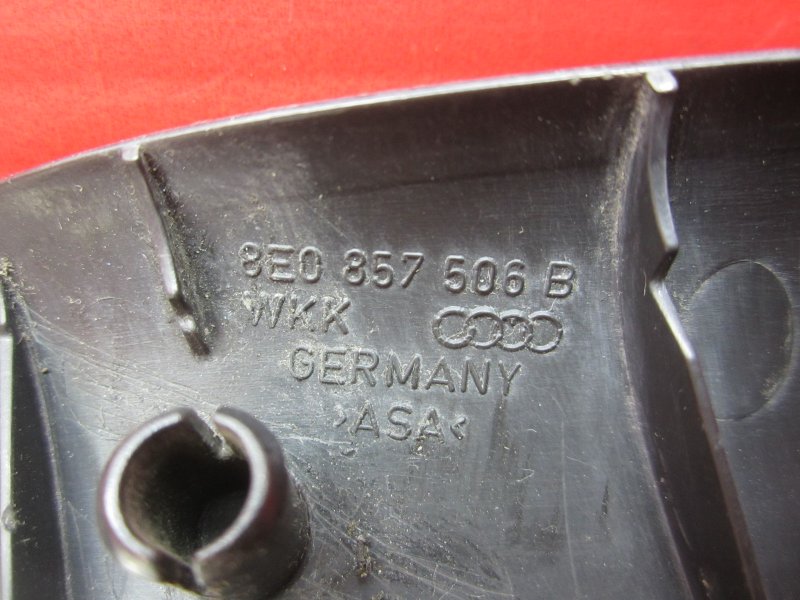 8E0 857 506 B
WKK
GERMANY
>ASA<